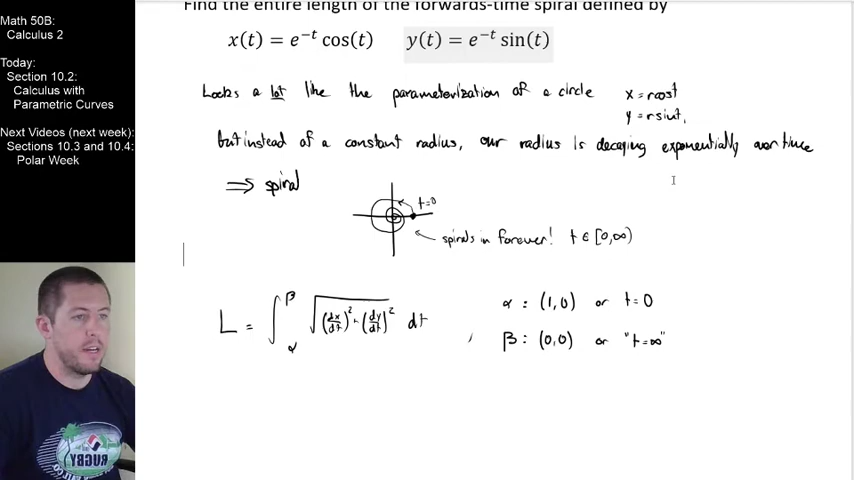 Math 50B:
Calculus 2
Today:
Section 10.2:
Calculus with
Parametric Curves
Next Videos (next week):
Sections 10.3 and 10.4:
Polar Week
Find the entire length of the forwards-time spiral defined by
x(t) = e^{-t} cos(t) y(t) = e^{-t} sin(t)
Looks a lot like the parameterization of a circle x = r cost
y = r sint,
but instead of a constant radius, our radius is decaying exponentially over time
⟹ spiral
t=0
spirals in forever! t ∈ [0,∞)
L = ∫_α^β √((dx/dt)² + (dy/dt)²) dt
α : (1,0) or t=0
β : (0,0) or "t=∞"
RUGBY